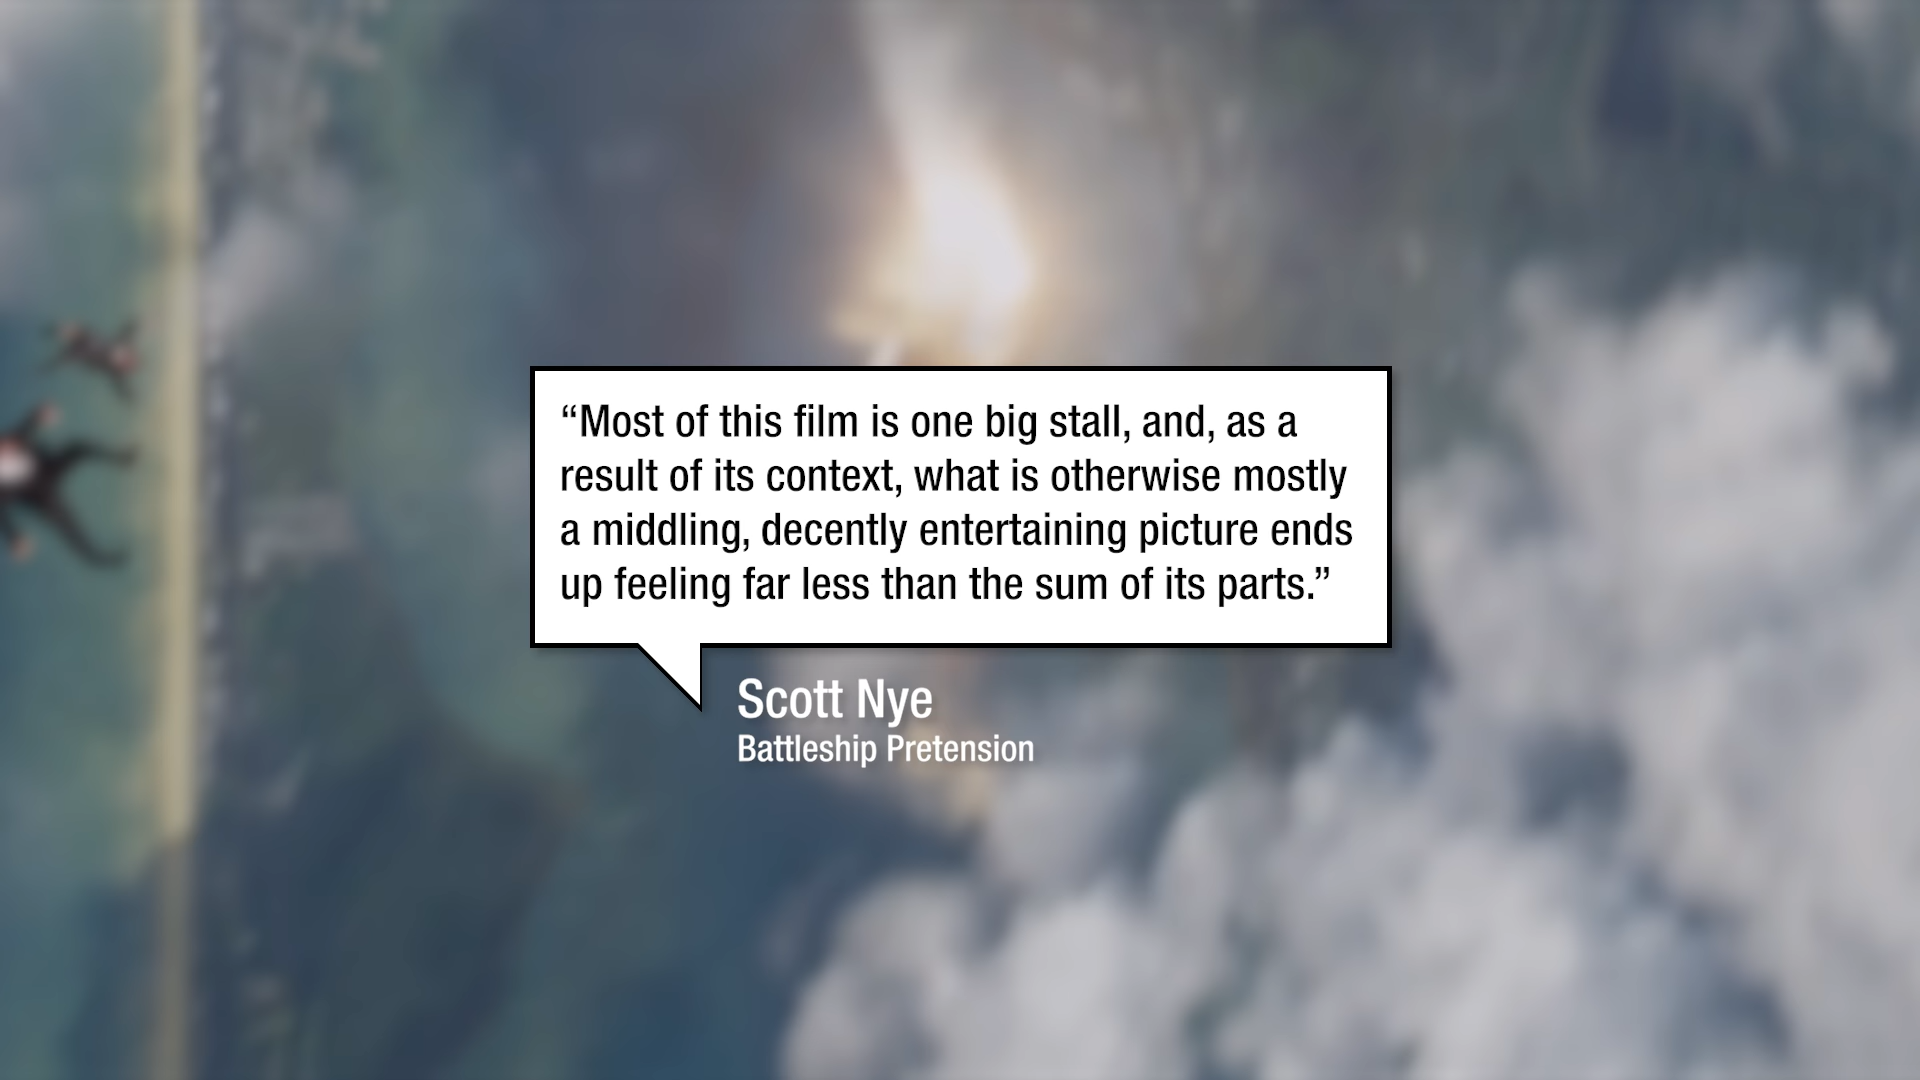 “Most of this film is one big stall, and, as a
result of its context, what is otherwise mostly
a middling, decently entertaining picture ends
up feeling far less than the sum of its parts.”
Scott Nye
Battleship Pretension